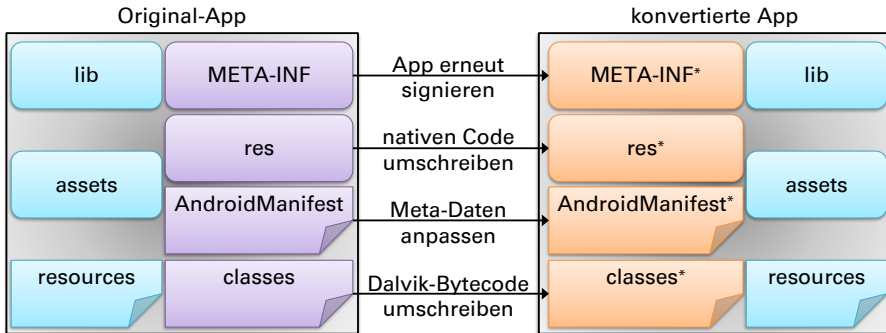 Original-App
konvertierte App
lib
META-INF
App erneut
signieren
META-INF*
lib
res
nativen Code
umschreiben
res*
assets
assets
AndroidManifest
Meta-Daten
anpassen
AndroidManifest*
resources
classes
Dalvik-Bytecode
umschreiben
classes*
resources